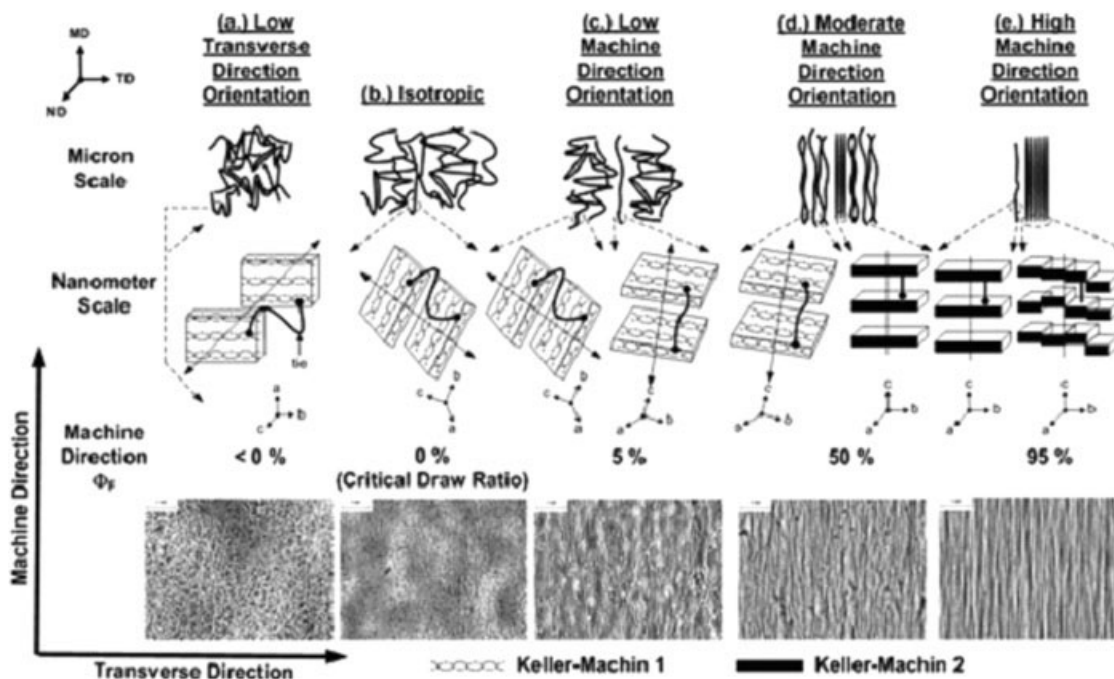 MD
TD
ND
(a.) Low
Transverse
Direction
Orientation
(b.) Isotropic
(c.) Low
Machine
Direction
Orientation
(d.) Moderate
Machine
Direction
Orientation
(e.) High
Machine
Direction
Orientation
Micron
Scale
Nanometer
Scale
tie
a
b
c
b
c
a
b
c
a
c
a
b
c
a
b
c
a
b
c
a
b
c
a
b
Machine
Direction
ΦF
< 0 %
0 %
(Critical Draw Ratio)
5 %
50 %
95 %
Machine Direction
Transverse Direction
Keller-Machin 1
Keller-Machin 2